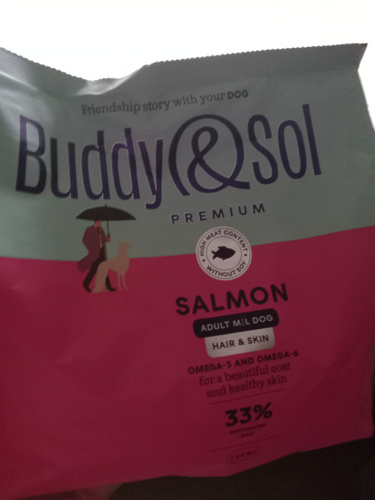 Friendship story with your DOG
Buddy & Sol
PREMIUM
HIGH MEAT CONTENT
WITHOUT SOY
SALMON
ADULT M|L DOG
HAIR & SKIN
OMEGA-3 AND OMEGA-6
for a beautiful coat
and healthy skin
33%